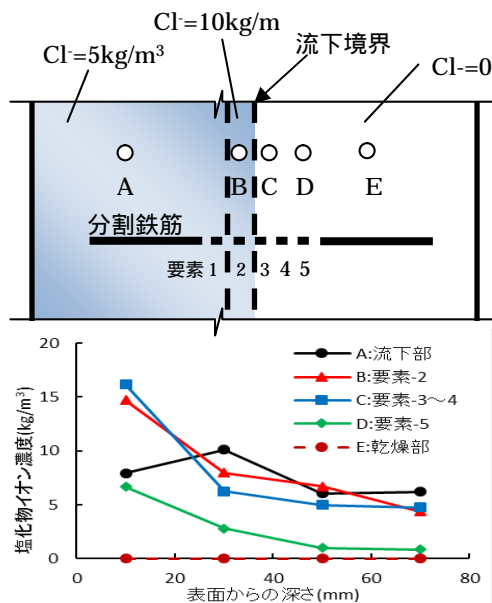 Cl-=10kg/m
流下境界
Cl-=5kg/m³
Cl-=0
A B C D E
分割鉄筋
要素 1 2 3 4 5
塩化物イオン濃度(kg/m³)
20
15
10
5
0
A:流下部
B:要素-2
C:要素-3～4
D:要素-5
E:乾燥部
0 20 40 60 80
表面からの深さ(mm)